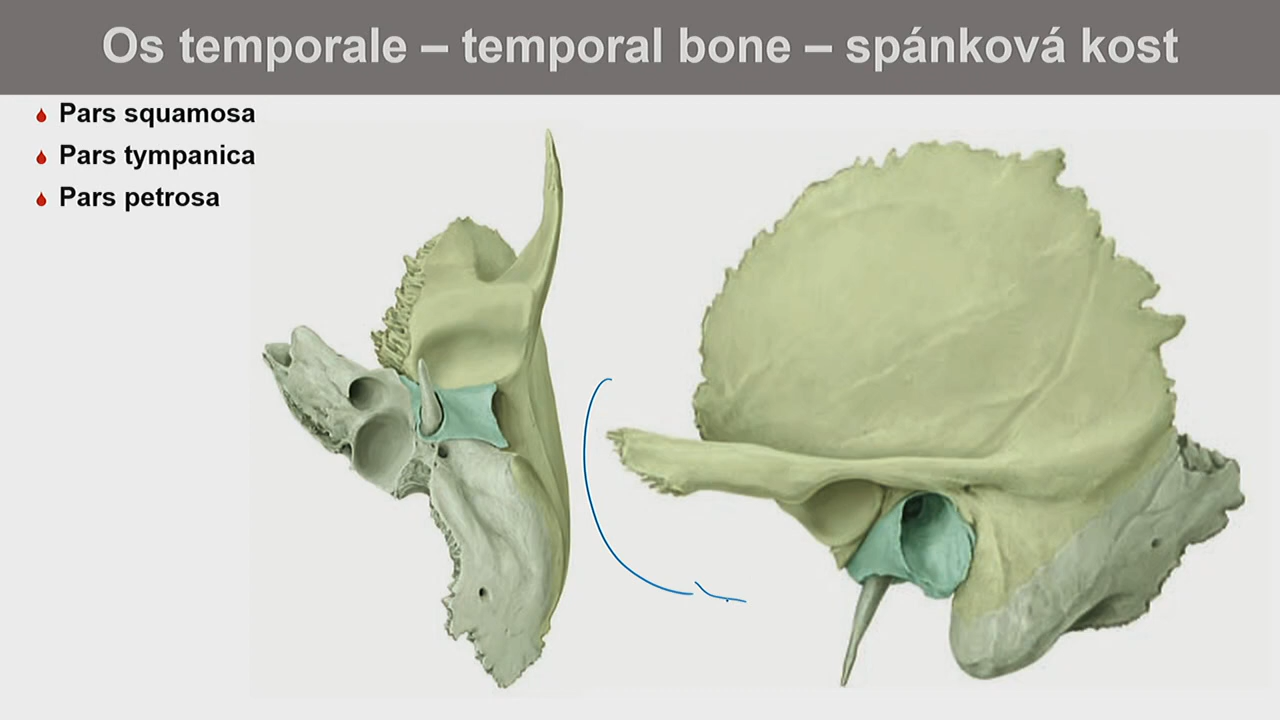 Os temporale – temporal bone – spánková kost
Pars squamosa
Pars tympanica
Pars petrosa